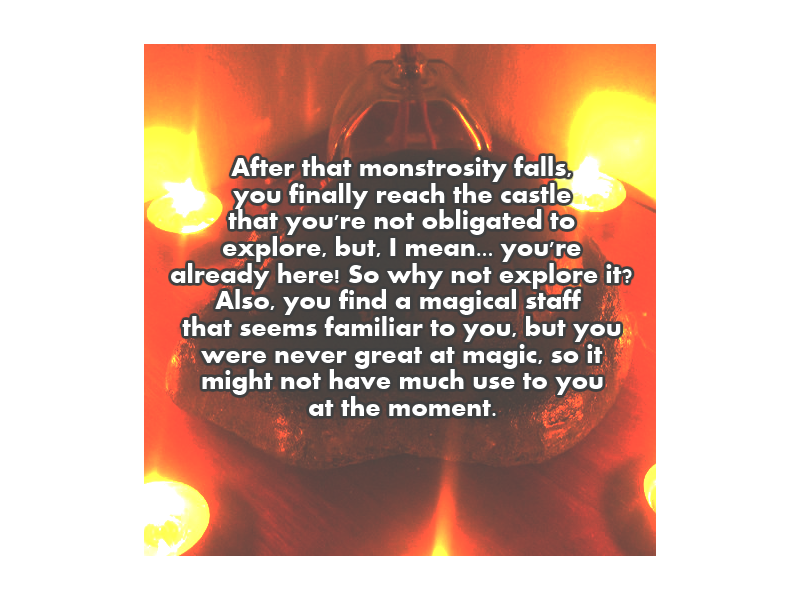 After that monstrosity falls,
you finally reach the castle
that you're not obligated to
explore, but, I mean... you're
already here! So why not explore it?
Also, you find a magical staff
that seems familiar to you, but you
were never great at magic, so it
might not have much use to you
at the moment.